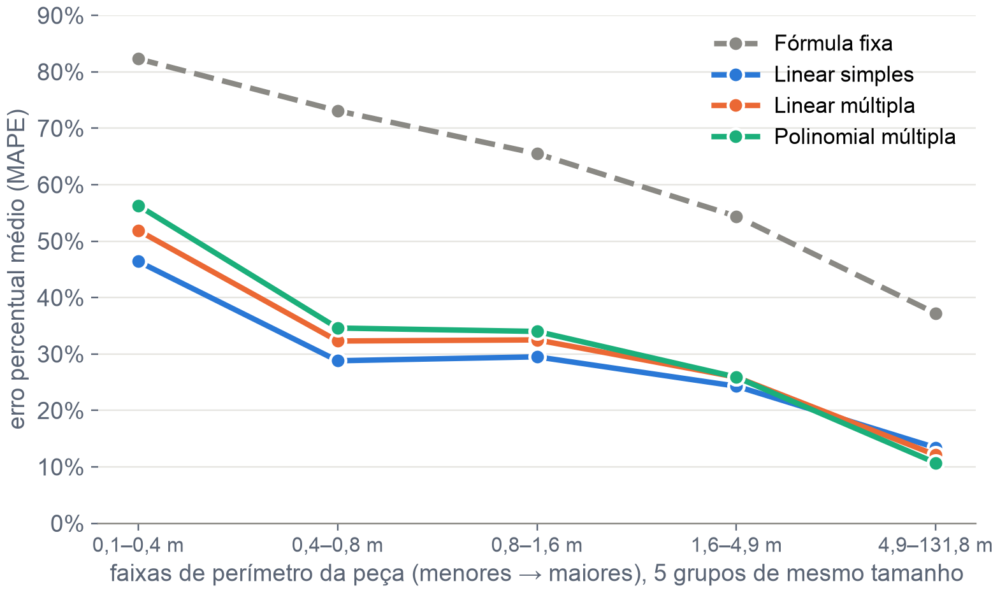 90%
80%
70%
60%
50%
40%
30%
20%
10%
0%
erro percentual médio (MAPE)
Fórmula fixa
Linear simples
Linear múltipla
Polinomial múltipla
0,1–0,4 m
0,4–0,8 m
0,8–1,6 m
1,6–4,9 m
4,9–131,8 m
faixas de perímetro da peça (menores → maiores), 5 grupos de mesmo tamanho